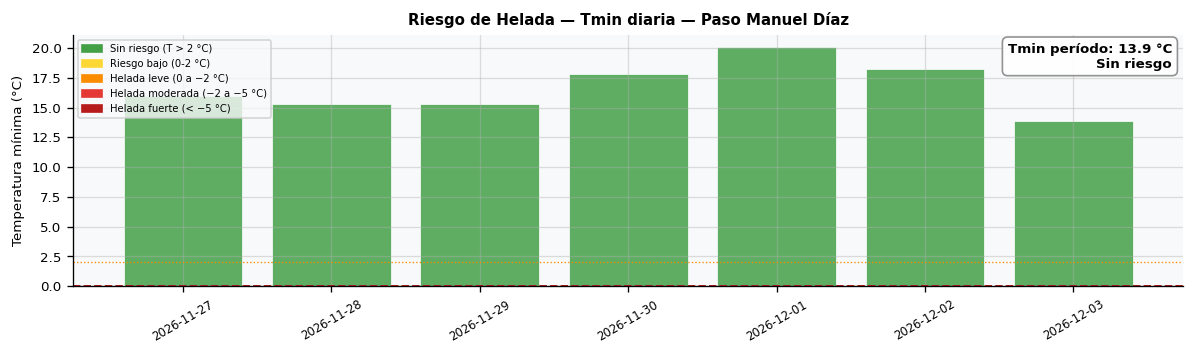 Riesgo de Helada — Tmin diaria — Paso Manuel Díaz
Sin riesgo (T > 2 °C)
Riesgo bajo (0-2 °C)
Helada leve (0 a −2 °C)
Helada moderada (−2 a −5 °C)
Helada fuerte (< −5 °C)
Tmin período: 13.9 °C
Sin riesgo
Temperatura mínima (°C)
20.0
17.5
15.0
12.5
10.0
7.5
5.0
2.5
0.0
2026-11-27
2026-11-28
2026-11-29
2026-11-30
2026-12-01
2026-12-02
2026-12-03